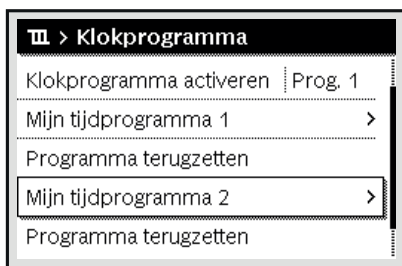 > Klokprogramma
Klokprogramma activeren Prog. 1
Mijn tijdprogramma 1 >
Programma terugzetten
Mijn tijdprogramma 2 >
Programma terugzetten